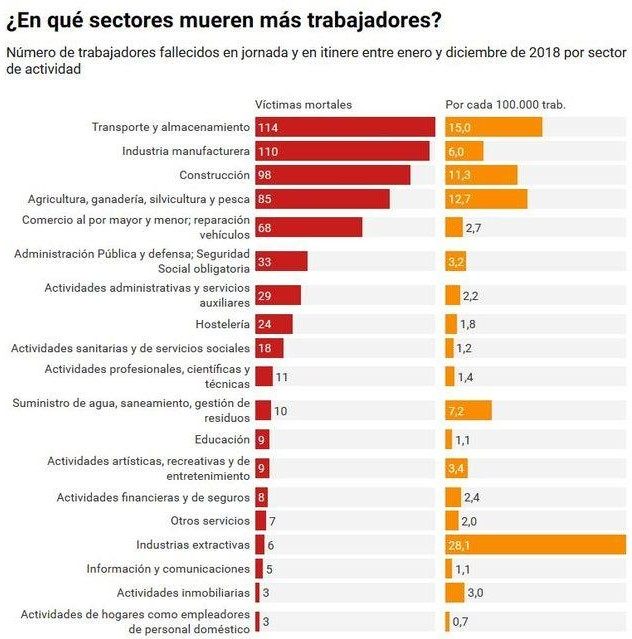 ¿En qué sectores mueren más trabajadores?
Número de trabajadores fallecidos en jornada y en itinere entre enero y diciembre de 2018 por sector
de actividad
Víctimas mortales Por cada 100.000 trab.
Transporte y almacenamiento 114 15,0
Industria manufacturera 110 6,0
Construcción 98 11,3
Agricultura, ganadería, silvicultura y pesca 85 12,7
Comercio al por mayor y menor; reparación
vehículos 68 2,7
Administración Pública y defensa; Seguridad
Social obligatoria 33 3,2
Actividades administrativas y servicios
auxiliares 29 2,2
Hostelería 24 1,8
Actividades sanitarias y de servicios sociales 18 1,2
Actividades profesionales, científicas y
técnicas 11 1,4
Suministro de agua, saneamiento, gestión de
residuos 10 7,2
Educación 9 1,1
Actividades artísticas, recreativas y de
entretenimiento 9 3,4
Actividades financieras y de seguros 8 2,4
Otros servicios 7 2,0
Industrias extractivas 6 28,1
Información y comunicaciones 5 1,1
Actividades inmobiliarias 3 3,0
Actividades de hogares como empleadores
de personal doméstico 3 0,7